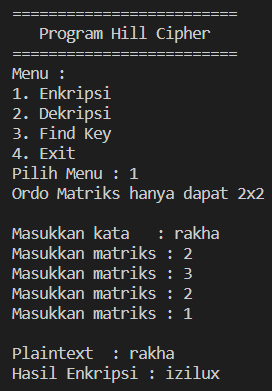 =========================
Program Hill Cipher
=========================
Menu :
1. Enkripsi
2. Dekripsi
3. Find Key
4. Exit
Pilih Menu : 1
Ordo Matriks hanya dapat 2x2
Masukkan kata   : rakha
Masukkan matriks : 2
Masukkan matriks : 3
Masukkan matriks : 2
Masukkan matriks : 1
Plaintext  : rakha
Hasil Enkripsi : izilux